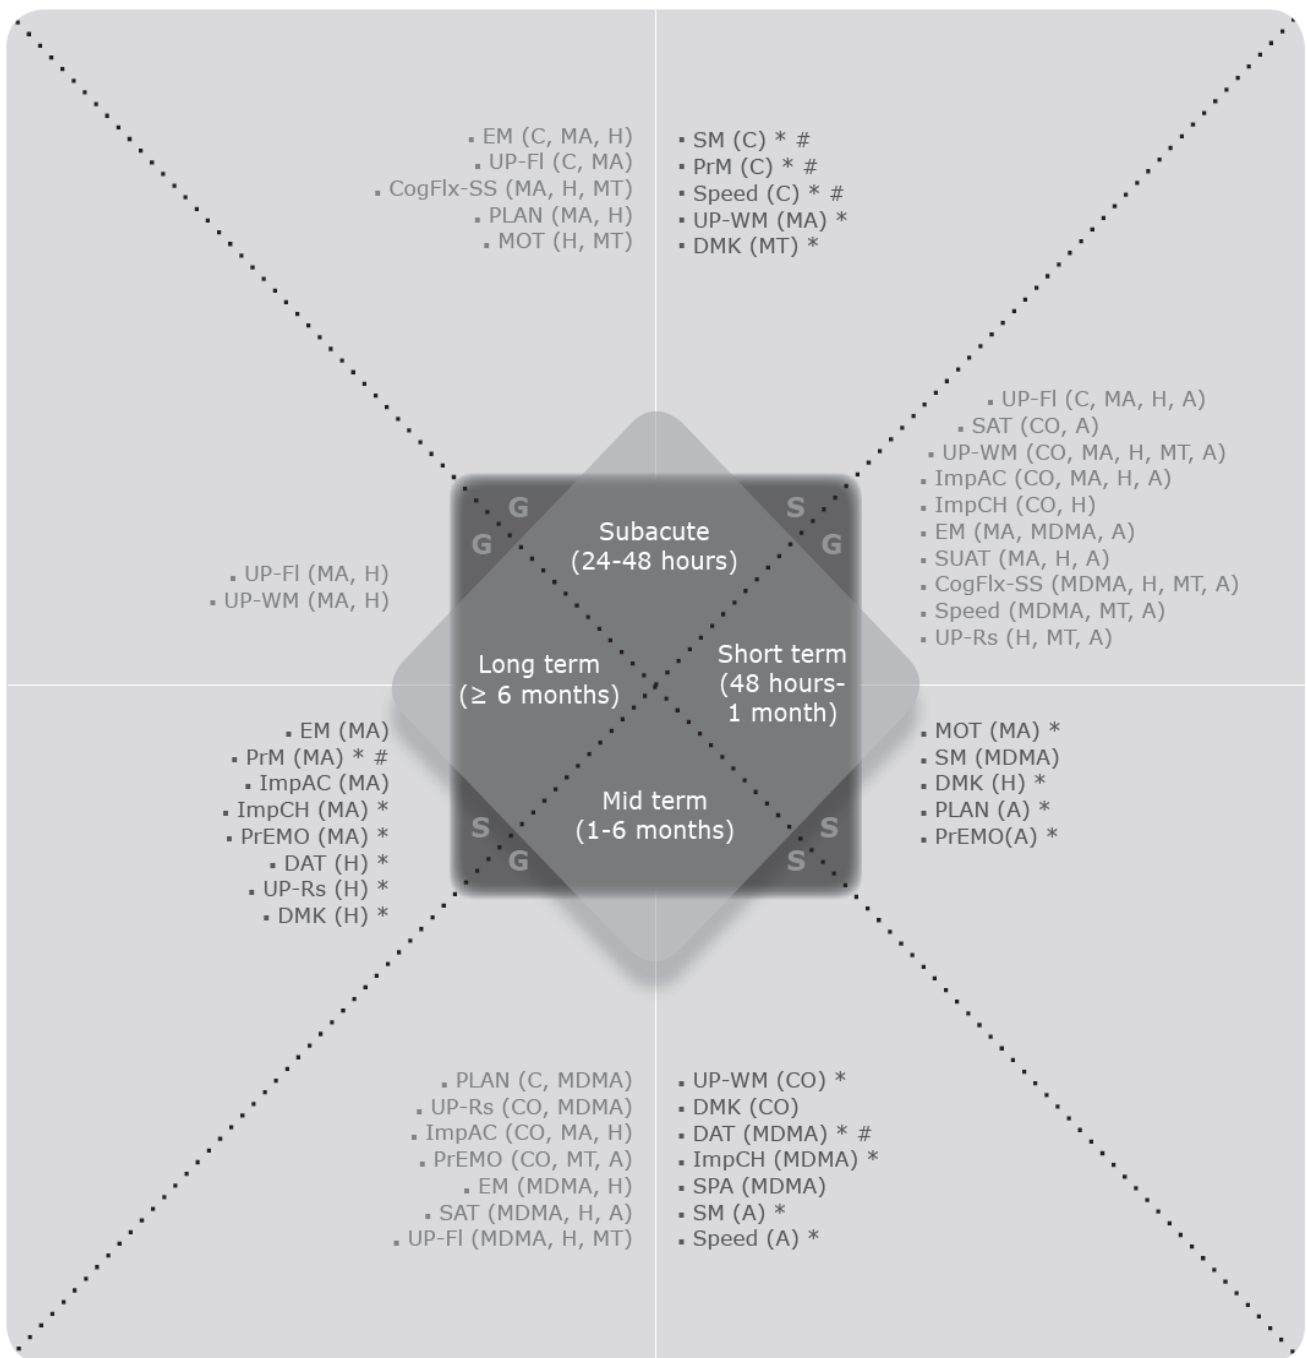 . EM (C, MA, H)
. UP-Fl (C, MA)
. CogFlx-SS (MA, H, MT)
. PLAN (MA, H)
. MOT (H, MT)
▪ SM (C) * #
▪ PrM (C) * #
▪ Speed (C) * #
▪ UP-WM (MA) *
▪ DMK (MT) *
▪ UP-Fl (C, MA, H, A)
▪ SAT (CO, A)
▪ UP-WM (CO, MA, H, MT, A)
▪ ImpAC (CO, MA, H, A)
▪ ImpCH (CO, H)
▪ EM (MA, MDMA, A)
▪ SUAT (MA, H, A)
▪ CogFlx-SS (MDMA, H, MT, A)
▪ Speed (MDMA, MT, A)
▪ UP-Rs (H, MT, A)
G
G
S
G
Subacute
(24-48 hours)
. UP-Fl (MA, H)
. UP-WM (MA, H)
Long term
(≥ 6 months)
Short term
(48 hours-
1 month)
. EM (MA)
. PrM (MA) * #
. ImpAC (MA)
. ImpCH (MA) *
. PrEMO (MA) *
. DAT (H) *
. UP-Rs (H) *
. DMK (H) *
Mid term
(1-6 months)
S
G
S
S
▪ MOT (MA) *
▪ SM (MDMA)
▪ DMK (H) *
▪ PLAN (A) *
▪ PrEMO(A) *
. PLAN (C, MDMA)
. UP-Rs (CO, MDMA)
. ImpAC (CO, MA, H)
. PrEMO (CO, MT, A)
. EM (MDMA, H)
. SAT (MDMA, H, A)
. UP-Fl (MDMA, H, MT)
▪ UP-WM (CO) *
▪ DMK (CO)
▪ DAT (MDMA) * #
▪ ImpCH (MDMA) *
▪ SPA (MDMA)
▪ SM (A) *
▪ Speed (A) *